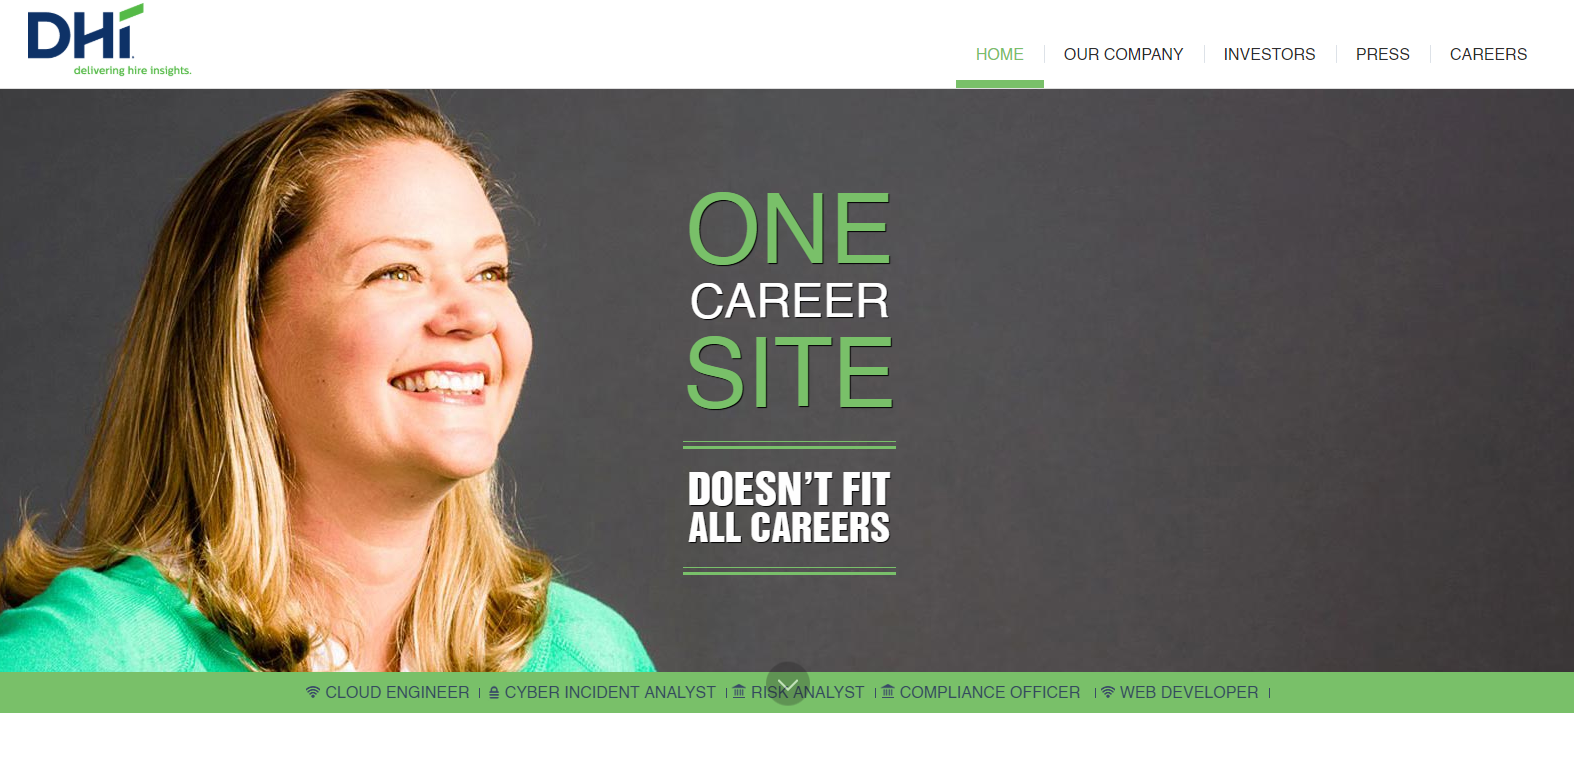 DHi
delivering hire insights.
HOME OUR COMPANY INVESTORS PRESS CAREERS
ONE
CAREER
SITE
DOESN’T FIT
ALL CAREERS
CLOUD ENGINEER CYBER INCIDENT ANALYST RISK ANALYST COMPLIANCE OFFICER WEB DEVELOPER